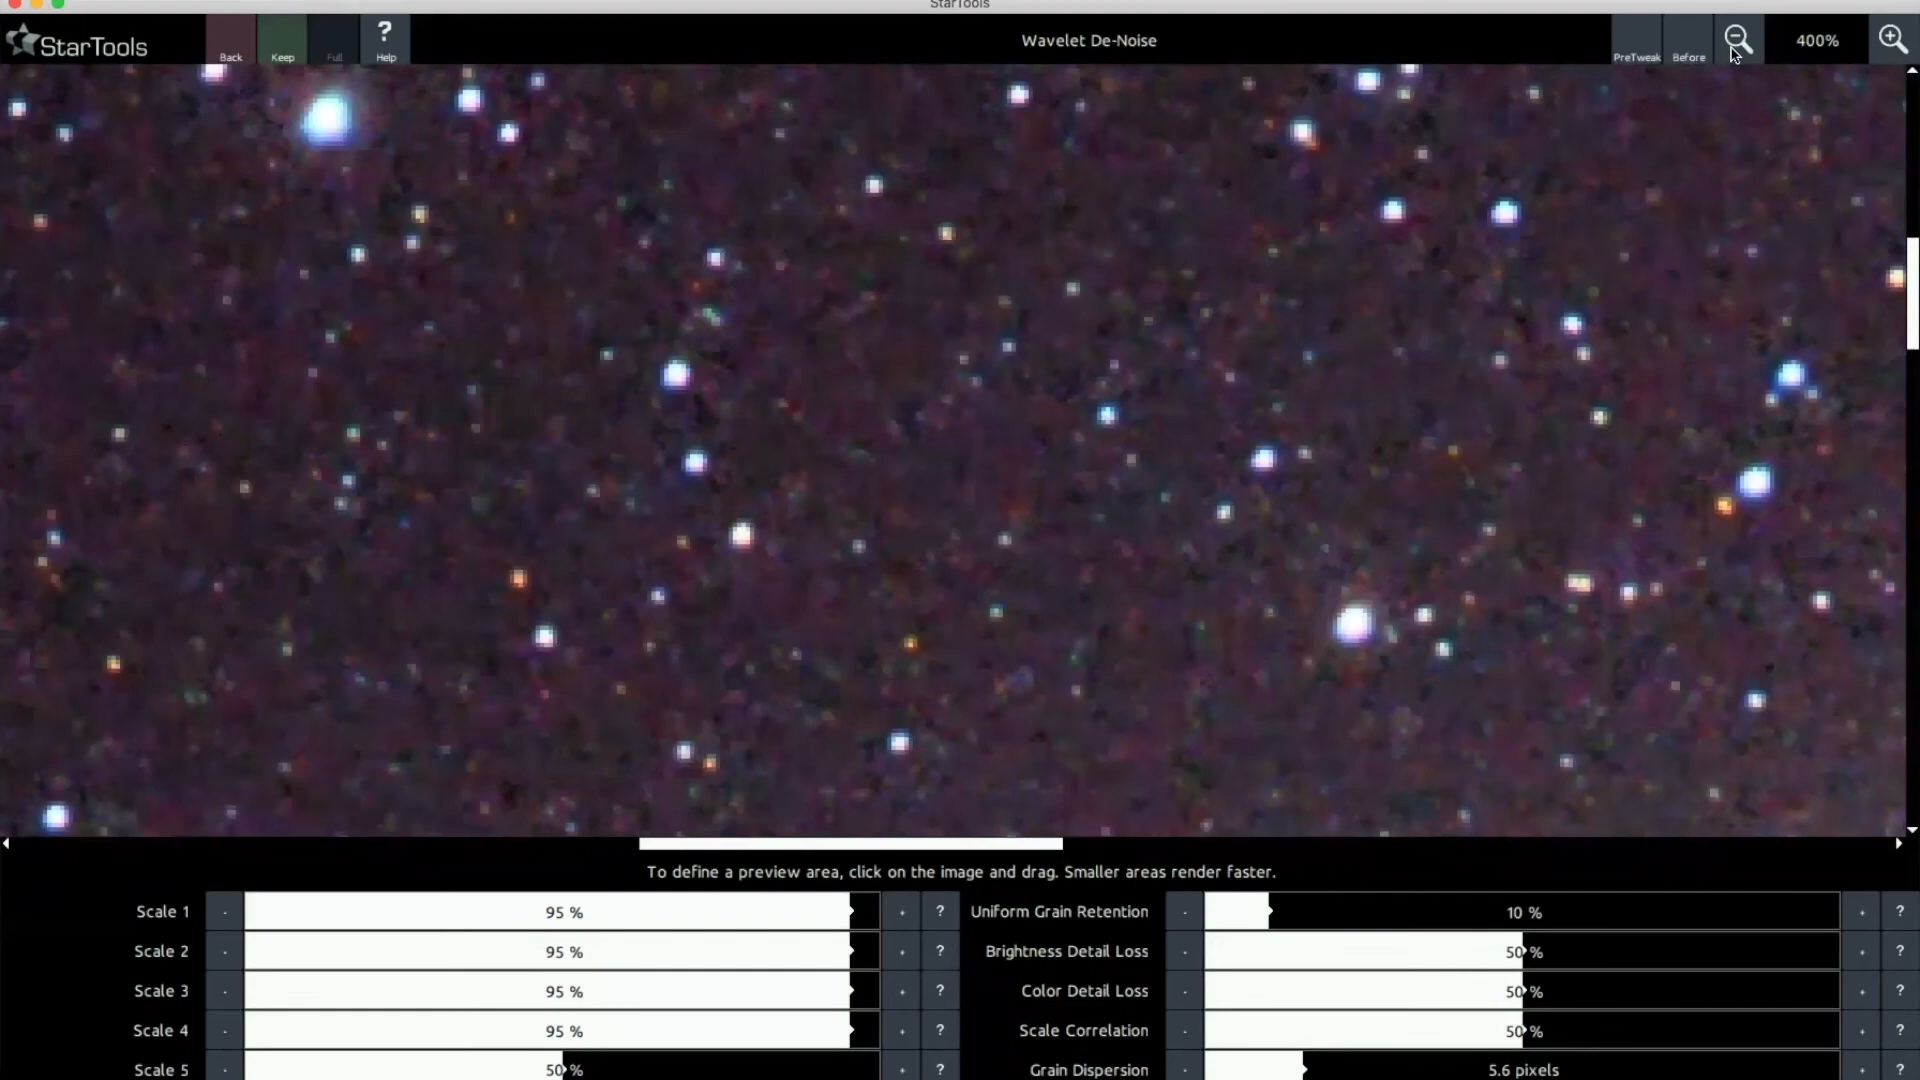 StarTools
StarTools
Back
Keep
Full
? Help
Wavelet De-Noise
PreTweak
Before
400%
To define a preview area, click on the image and drag. Smaller areas render faster.
Scale 1 - 95 % + ? Uniform Grain Retention - 10 % + ?
Scale 2 - 95 % + ? Brightness Detail Loss - 50 % + ?
Scale 3 - 95 % + ? Color Detail Loss - 50 % + ?
Scale 4 - 95 % + ? Scale Correlation - 50 % + ?
Scale 5 - 50 % + ? Grain Dispersion - 5.6 pixels + ?